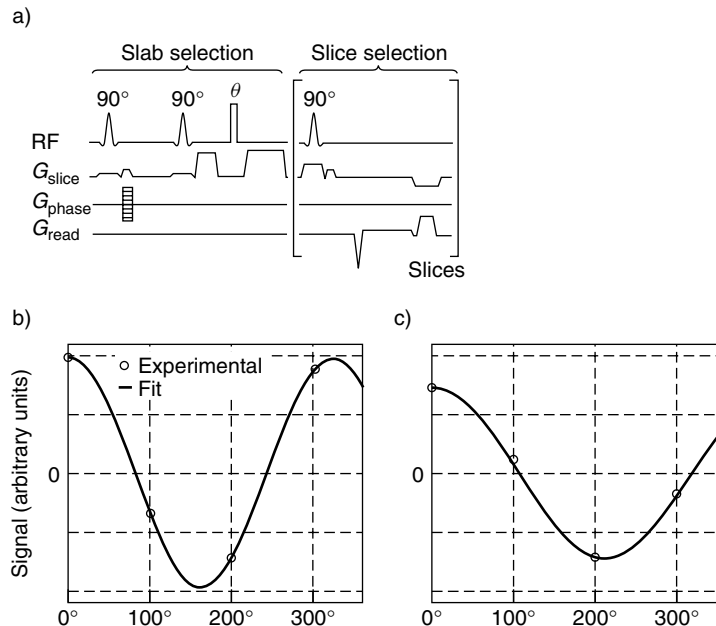 a)
Slab selection Slice selection
90° 90° θ 90°
RF
Gslice
Gphase
Gread
Slices
b) c)
Experimental
Fit
0 0
Signal (arbitrary units)
0° 100° 200° 300° 0° 100° 200° 300°